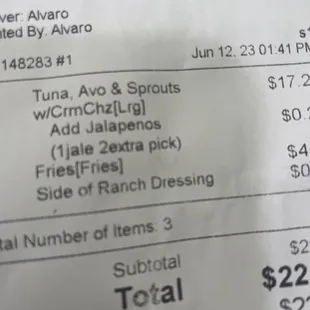 ver: Alvaro
nted By: Alvaro
148283 #1
Jun 12, 23 01:41 PM
Tuna, Avo & Sprouts $17.2
w/CrmChz[Lrg]
Add Jalapenos $0.
(1jale 2extra pick)
Fries[Fries] $4
Side of Ranch Dressing $0
tal Number of Items: 3
Subtotal $2
Total $22